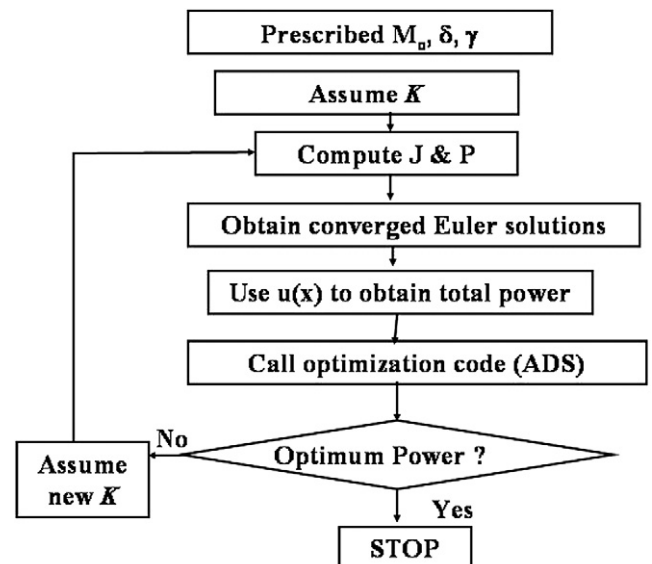 Prescribed M▫, δ, γ
Assume K
Compute J & P
Obtain converged Euler solutions
Use u(x) to obtain total power
Call optimization code (ADS)
Optimum Power ?
No
Assume
new K
Yes
STOP